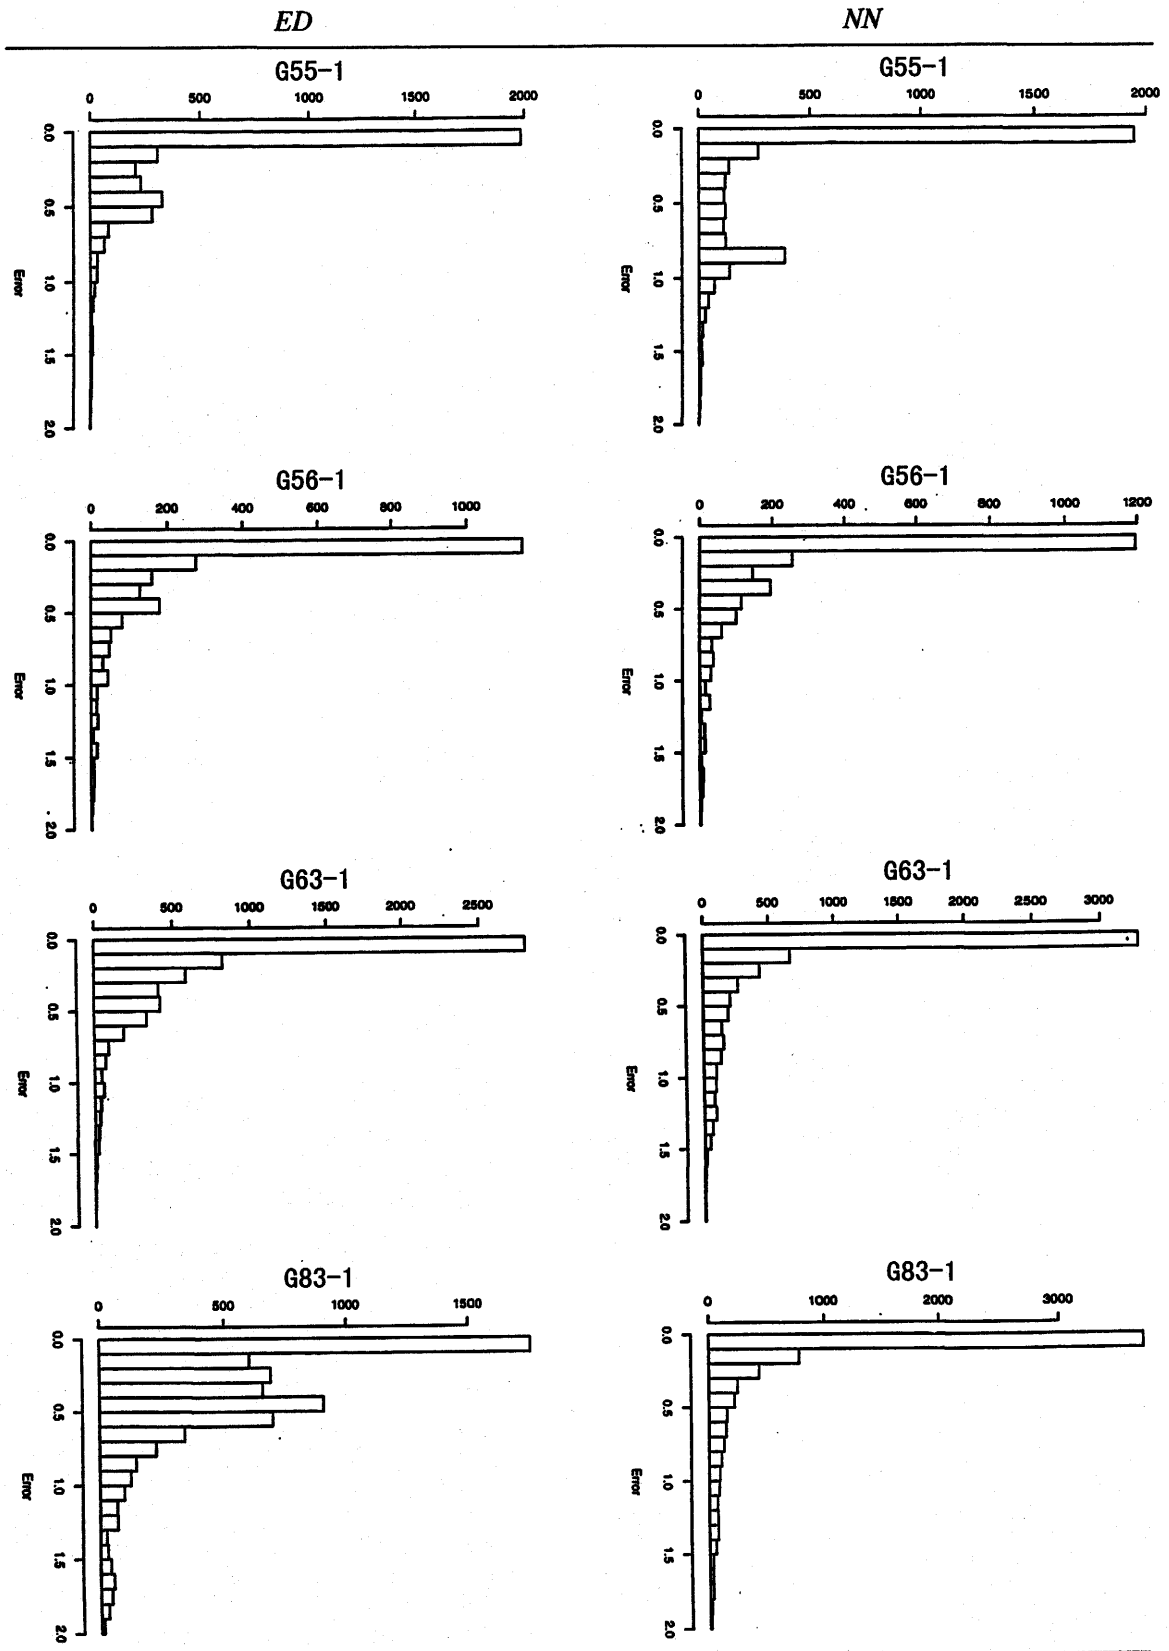 ED NN
G55-1 G55-1
0 500 1000 1500 2000
0 500 1000 1500 2000
0.0 0.5 1.0 1.5 2.0
Error
0.0 0.5 1.0 1.5 2.0
Error
G56-1 G56-1
0 200 400 600 800 1000
0 200 400 600 800 1000 1200
0.0 0.5 1.0 1.5 2.0
Error
0.0 0.5 1.0 1.5 2.0
Error
G63-1 G63-1
0 500 1000 1500 2000 2500
0 500 1000 1500 2000 2500 3000
0.0 0.5 1.0 1.5 2.0
Error
0.0 0.5 1.0 1.5 2.0
Error
G83-1 G83-1
0 500 1000 1500
0 1000 2000 3000
0.0 0.5 1.0 1.5 2.0
Error
0.0 0.5 1.0 1.5 2.0
Error